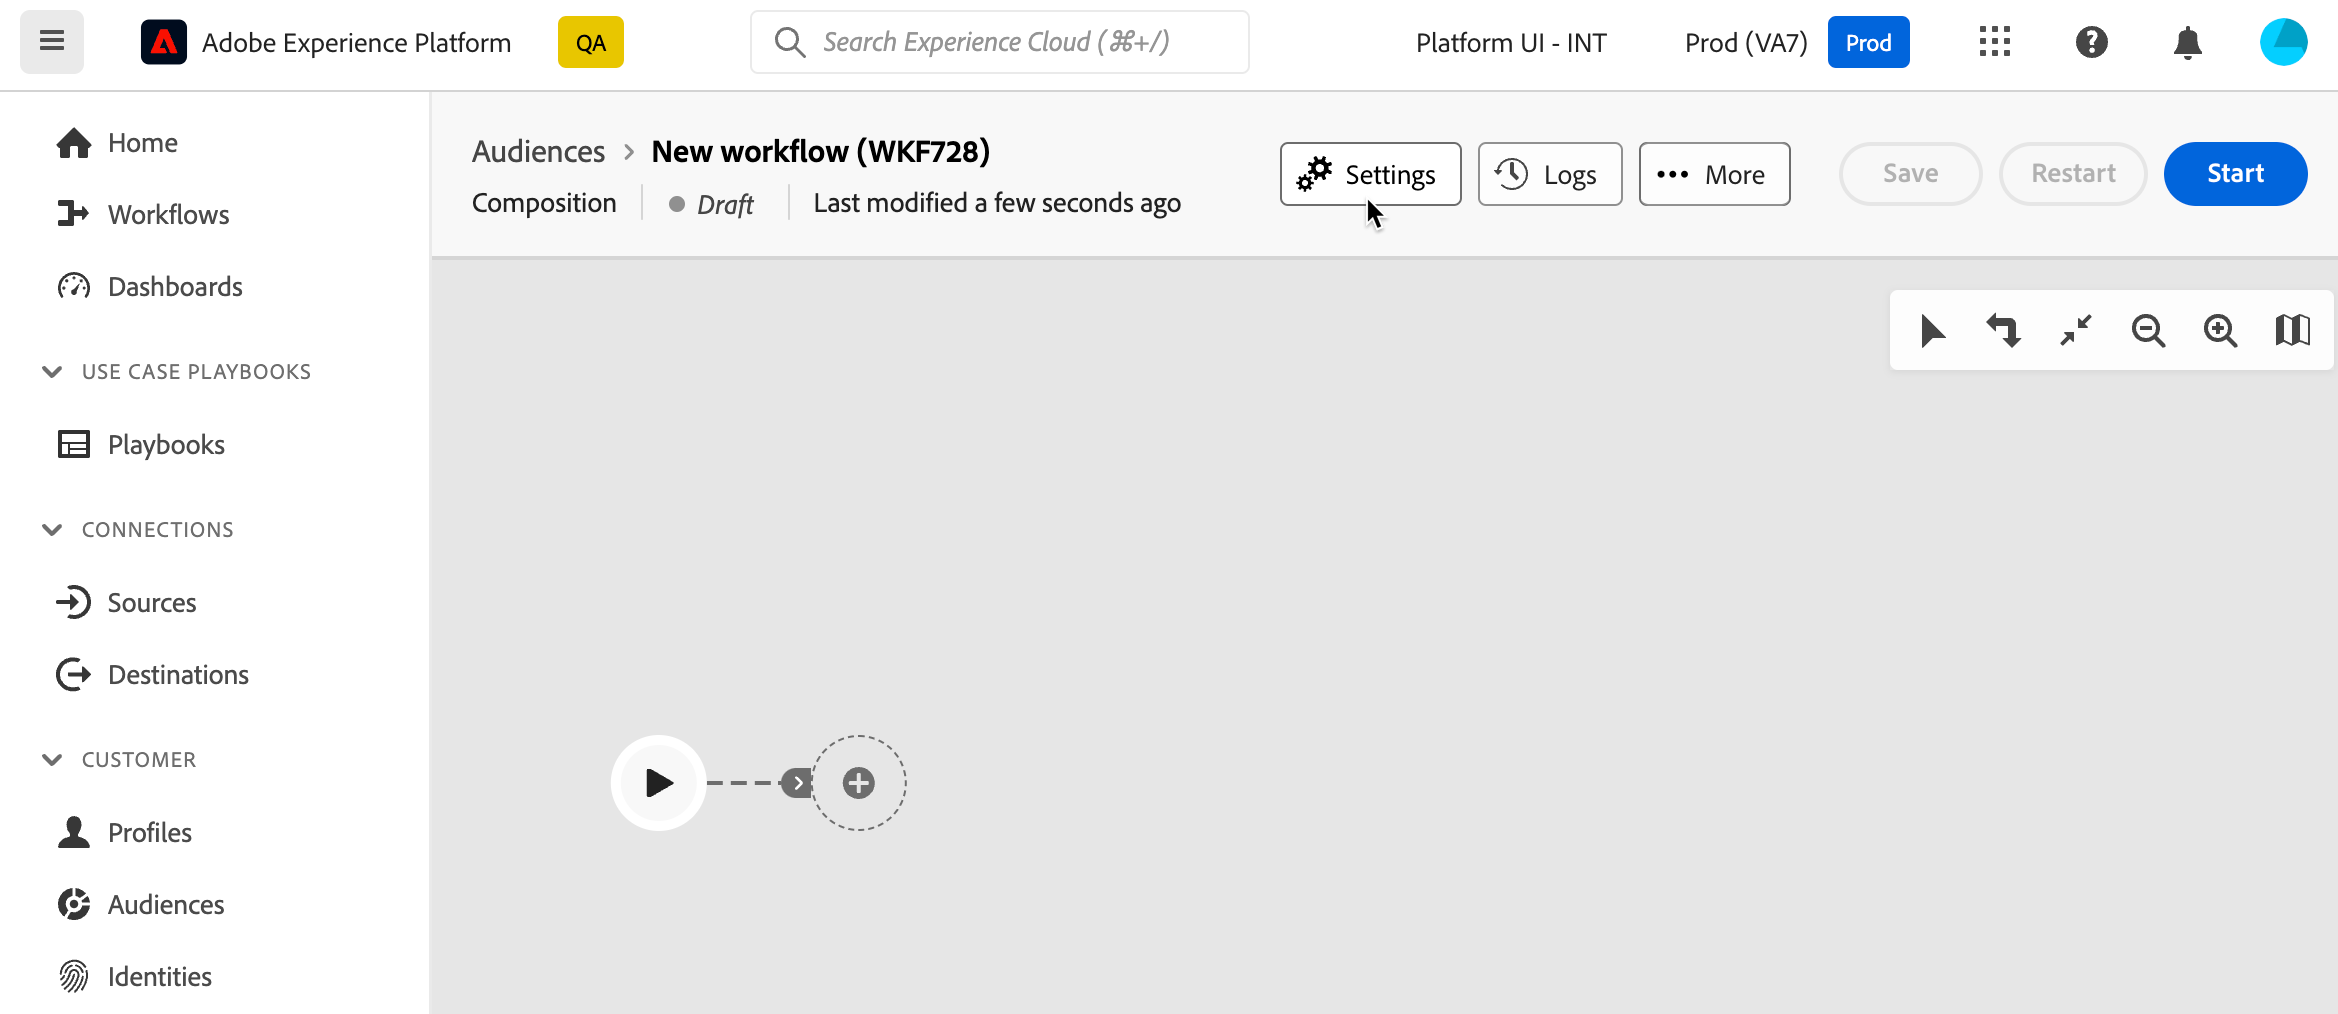 Adobe Experience Platform
QA
Search Experience Cloud (⌘+/)
Platform UI - INT
Prod (VA7)
Prod
Home
Workflows
Dashboards
USE CASE PLAYBOOKS
Playbooks
CONNECTIONS
Sources
Destinations
CUSTOMER
Profiles
Audiences
Identities
Audiences > New workflow (WKF728)
Composition
Draft
Last modified a few seconds ago
Settings
Logs
More
Save
Restart
Start